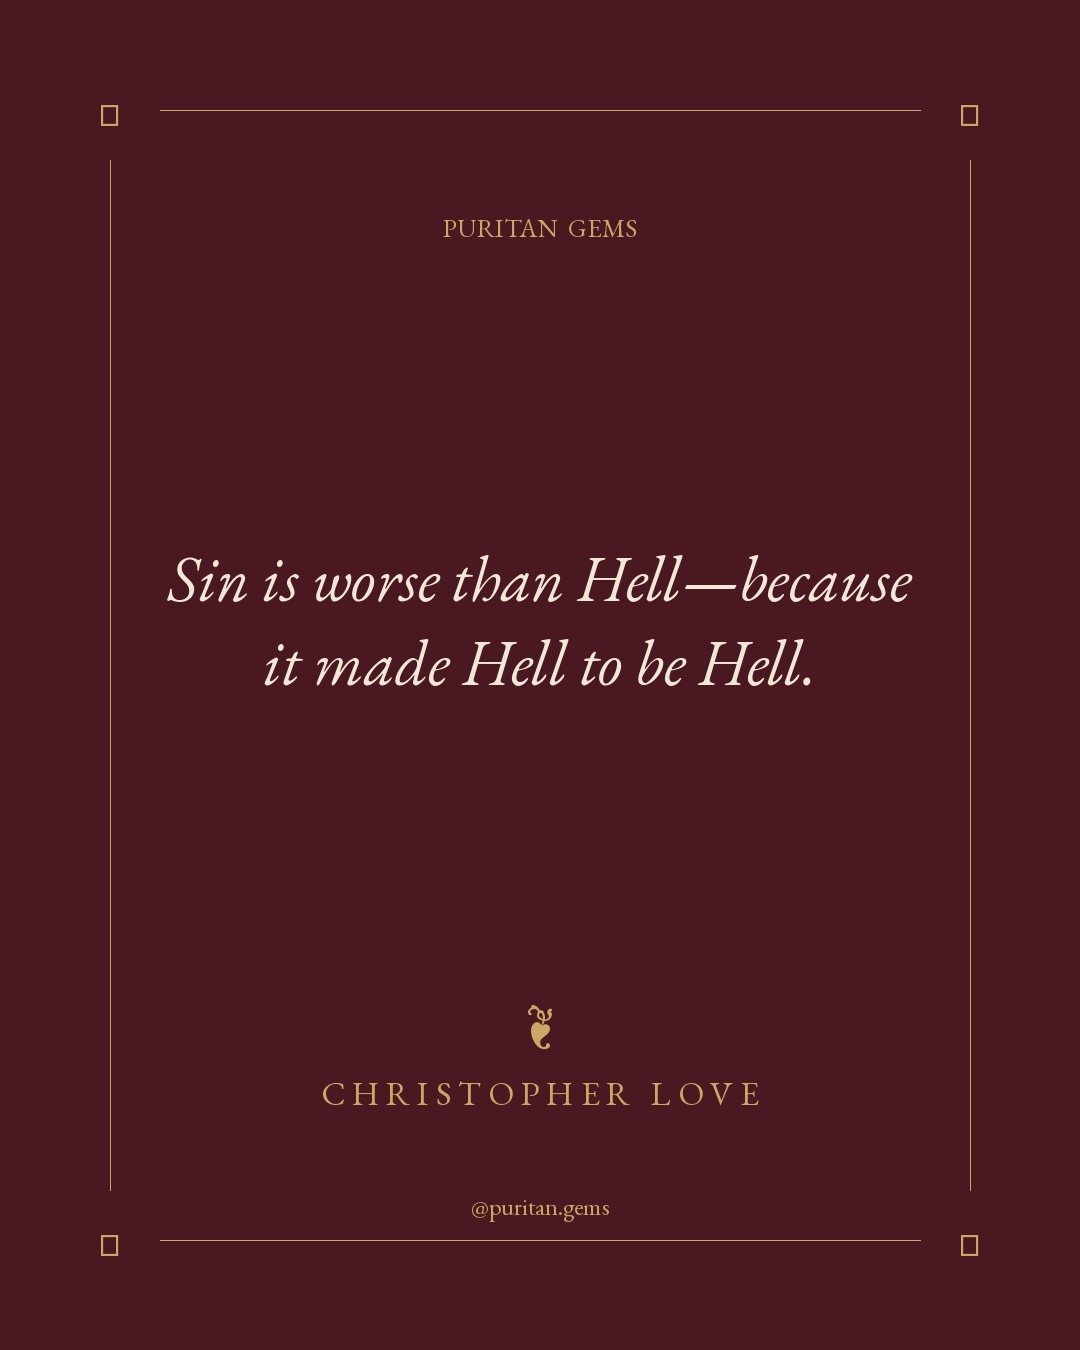 PURITAN GEMS
Sin is worse than Hell—because
it made Hell to be Hell.
❦
CHRISTOPHER LOVE
@puritan.gems